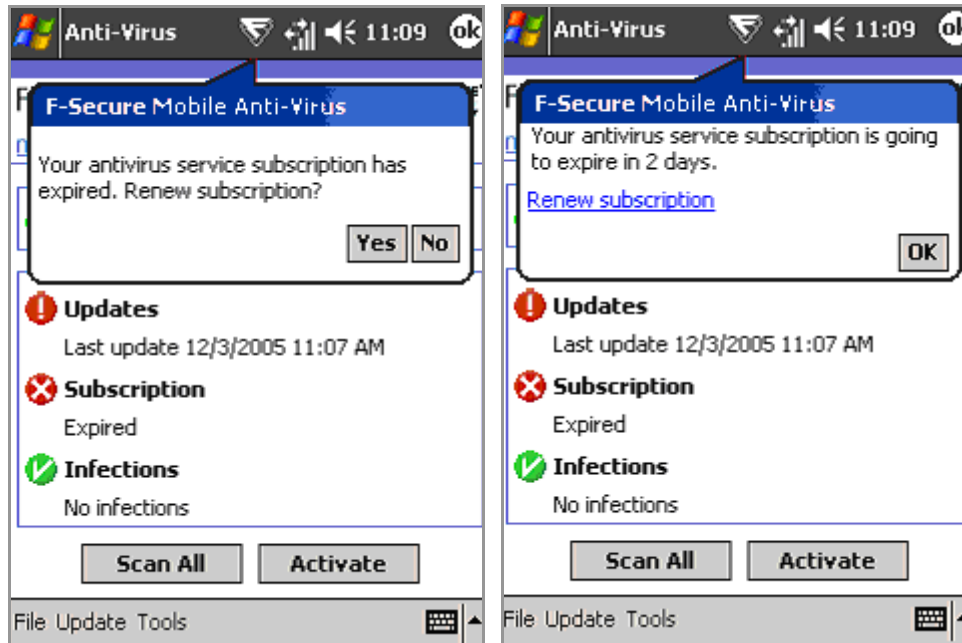 Anti-Virus 11:09 ok
F-Secure Mobile Anti-Virus
Your antivirus service subscription has
expired. Renew subscription?
Yes No
Updates
Last update 12/3/2005 11:07 AM
Subscription
Expired
Infections
No infections
Scan All Activate
File Update Tools
Anti-Virus 11:09
F-Secure Mobile Anti-Virus
Your antivirus service subscription is going
to expire in 2 days.
Renew subscription
OK
Updates
Last update 12/3/2005 11:07 AM
Subscription
Expired
Infections
No infections
Scan All Activate
File Update Tools